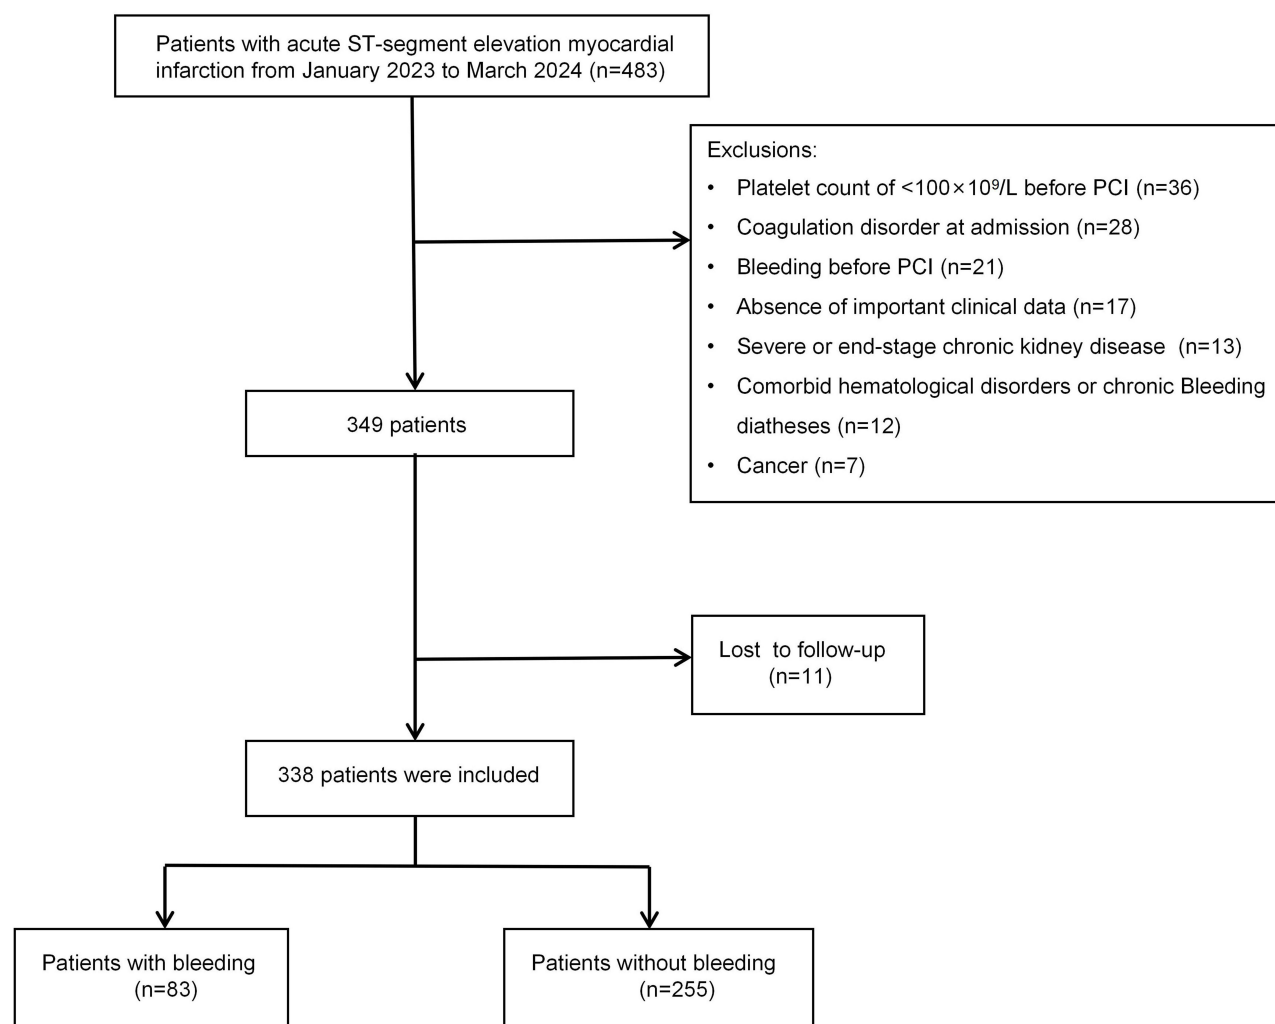 Patients with acute ST-segment elevation myocardial
infarction from January 2023 to March 2024 (n=483)
Exclusions:
• Platelet count of <100×10⁹/L before PCI (n=36)
• Coagulation disorder at admission (n=28)
• Bleeding before PCI (n=21)
• Absence of important clinical data (n=17)
• Severe or end-stage chronic kidney disease  (n=13)
• Comorbid hematological disorders or chronic Bleeding
diatheses (n=12)
• Cancer (n=7)
349 patients
Lost  to follow-up
(n=11)
338 patients were included
Patients with bleeding
(n=83)
Patients without bleeding
(n=255)